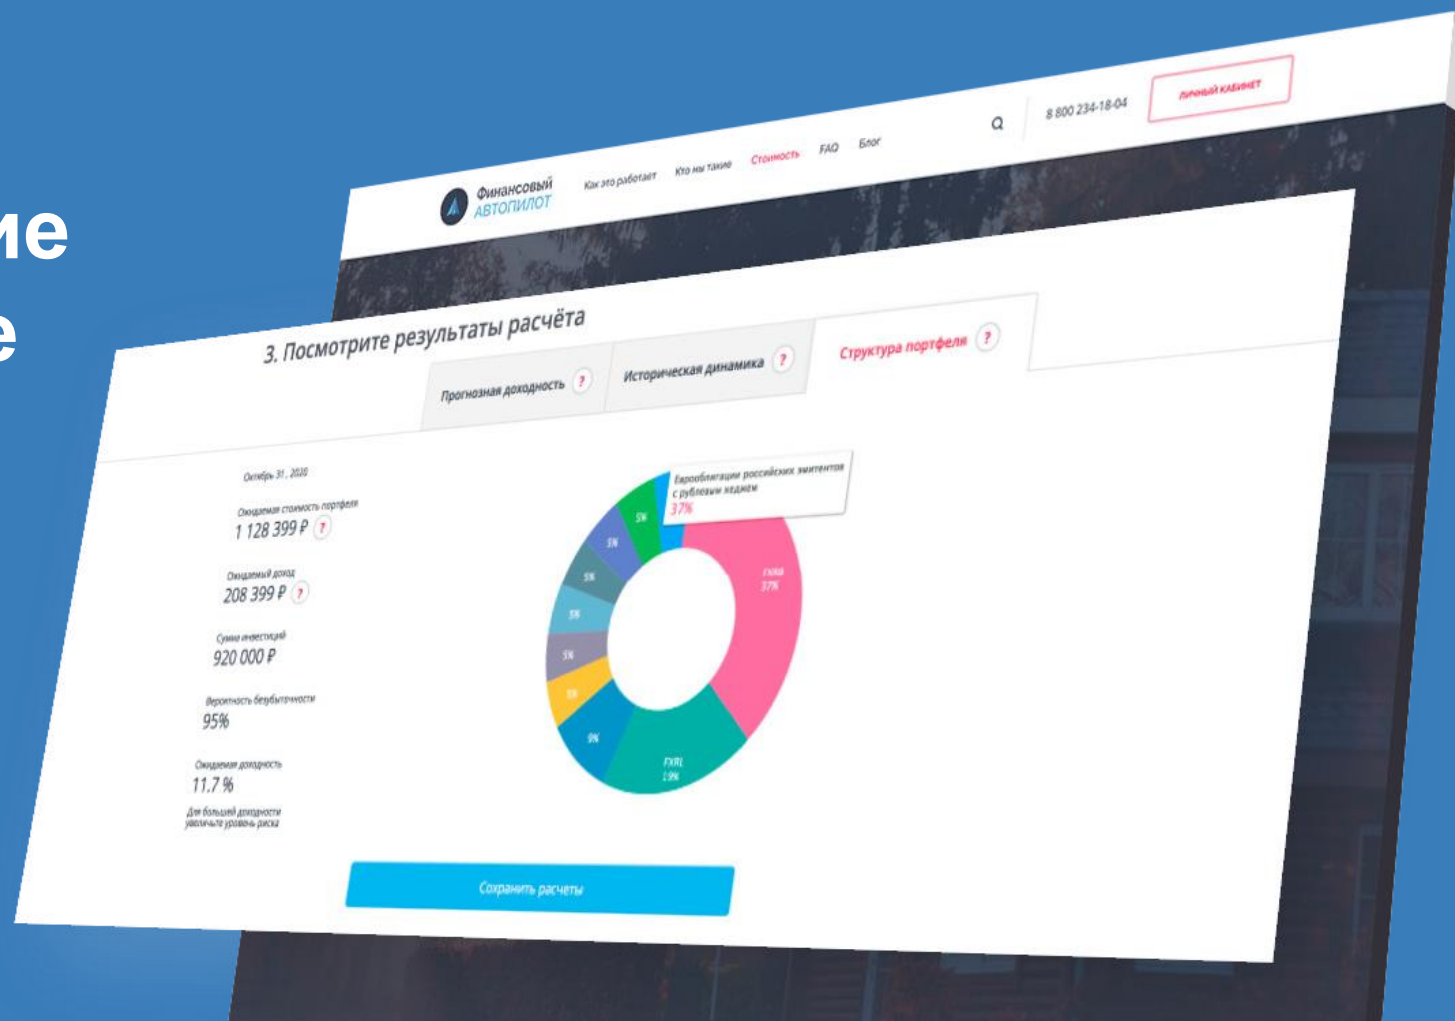 ие
е
Финансовый
АВТОПИЛОТ
Как это работает
Кто мы такие
Стоимость
FAQ
Блог
8 800 234-18-04
ЛИЧНЫЙ КАБИНЕТ
3. Посмотрите результаты расчёта
Прогнозная доходность ?
Историческая динамика ?
Структура портфеля ?
Октябрь 31, 2020
Ожидаемая стоимость портфеля
1 128 399 ₽ ?
Ожидаемый доход
208 399 ₽ ?
Сумма инвестиций
920 000 ₽
Вероятность безубыточности
95%
Ожидаемая доходность
11.7 %
Для большей доходности
увеличьте уровень риска
Еврооблигации российских эмитентов
с рублевым хеджем
37%
FXRB
37%
FXRL
19%
9%
5%
5%
5%
5%
5%
5%
Сохранить расчеты